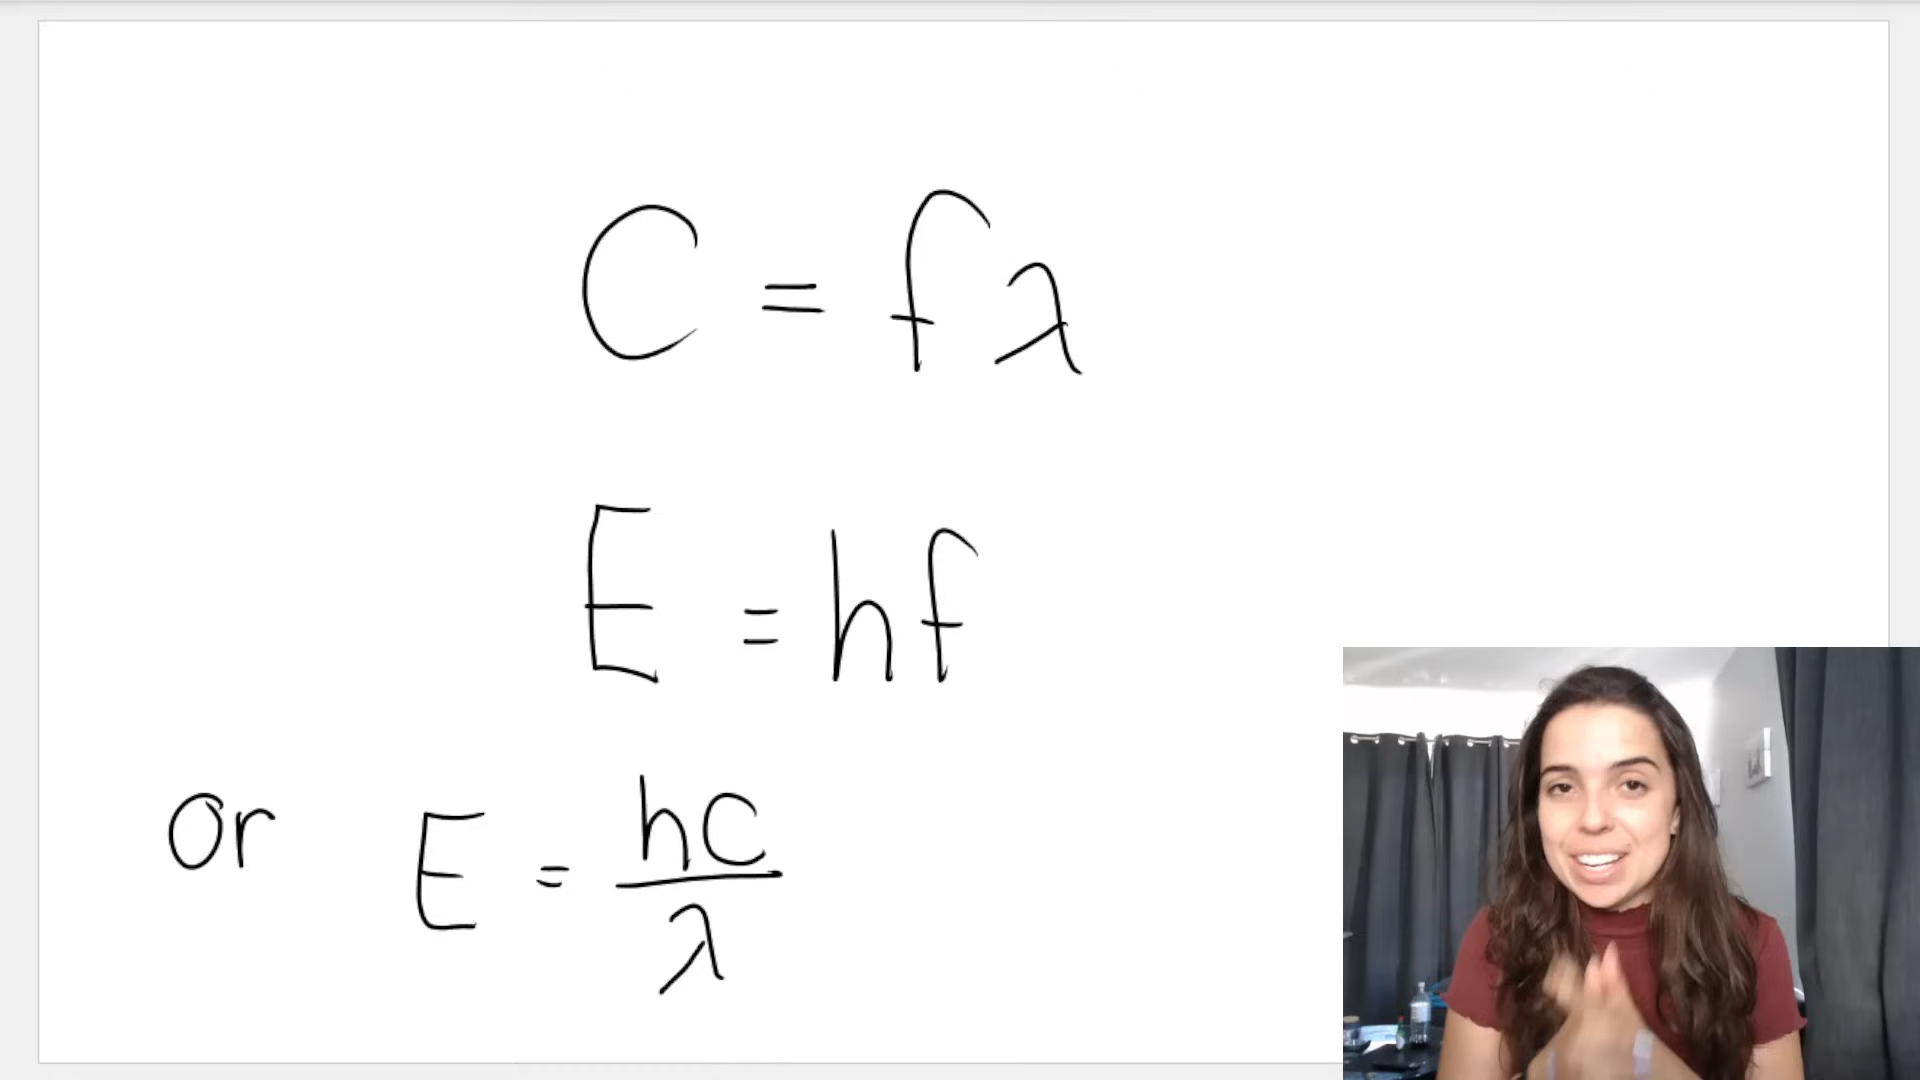 C = fλ
E = hf
or E = hc/λ